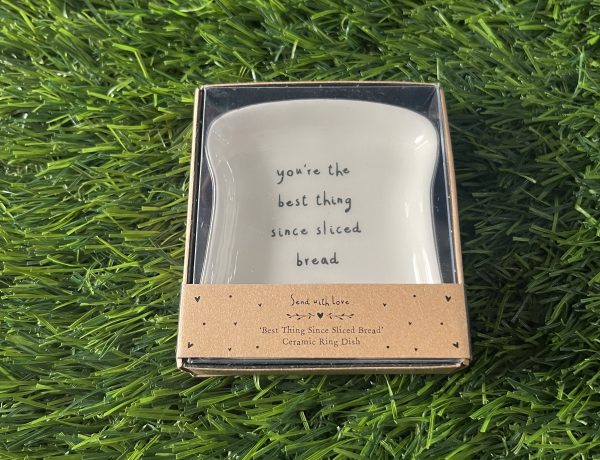 you're the
best thing
since sliced
bread
Send with Love
'Best Thing Since Sliced Bread'
Ceramic Ring Dish